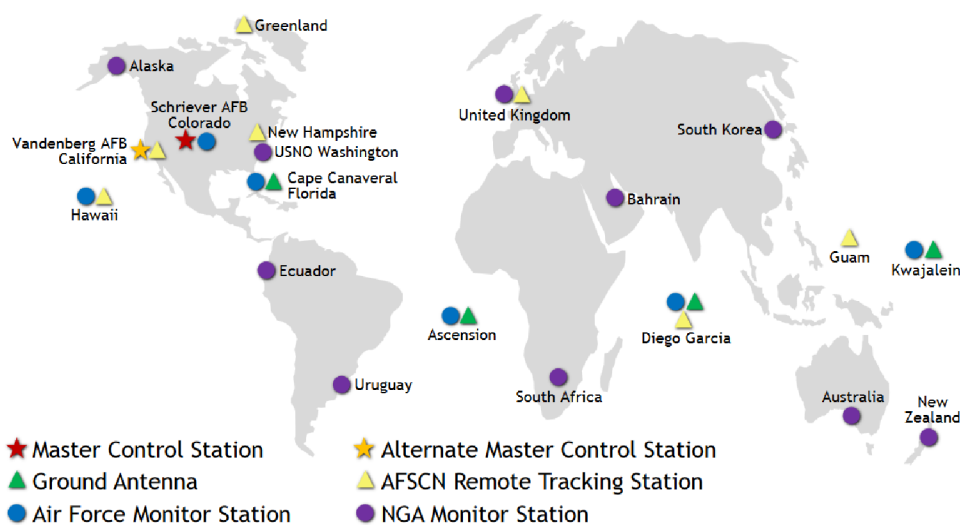 Greenland
Alaska
Schriever AFB
Colorado
Vandenberg AFB
California
New Hampshire
USNO Washington
Cape Canaveral
Florida
Hawaii
United Kingdom
South Korea
Bahrain
Guam
Kwajalein
Ecuador
Ascension
Diego Garcia
Uruguay
South Africa
Australia
New
Zealand
Master Control Station
Alternate Master Control Station
Ground Antenna
AFSCN Remote Tracking Station
Air Force Monitor Station
NGA Monitor Station